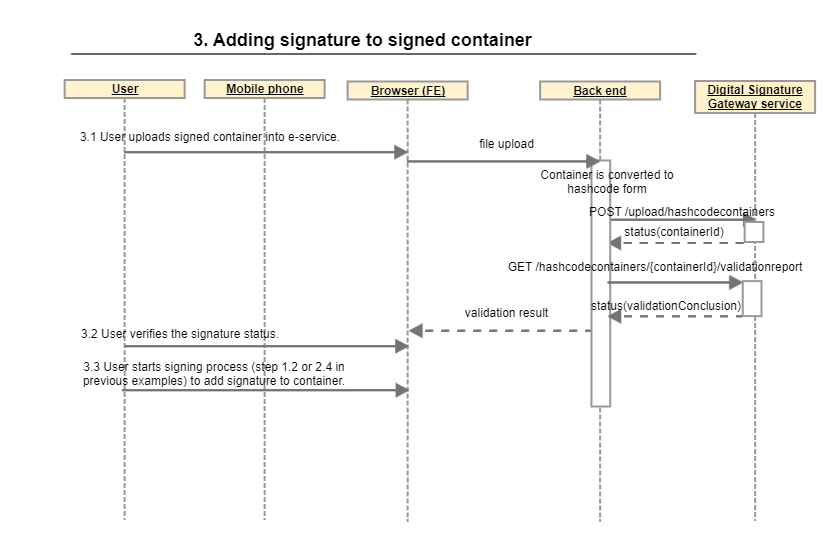 3. Adding signature to signed container
User
Mobile phone
Browser (FE)
Back end
Digital Signature
Gateway service
3.1 User uploads signed container into e-service.
file upload
Container is converted to
hashcode form
POST /upload/hashcodecontainers
status(containerId)
GET /hashcodecontainers/{containerId}/validationreport
status(validationConclusion)
validation result
3.2 User verifies the signature status.
3.3 User starts signing process (step 1.2 or 2.4 in
previous examples) to add signature to container.